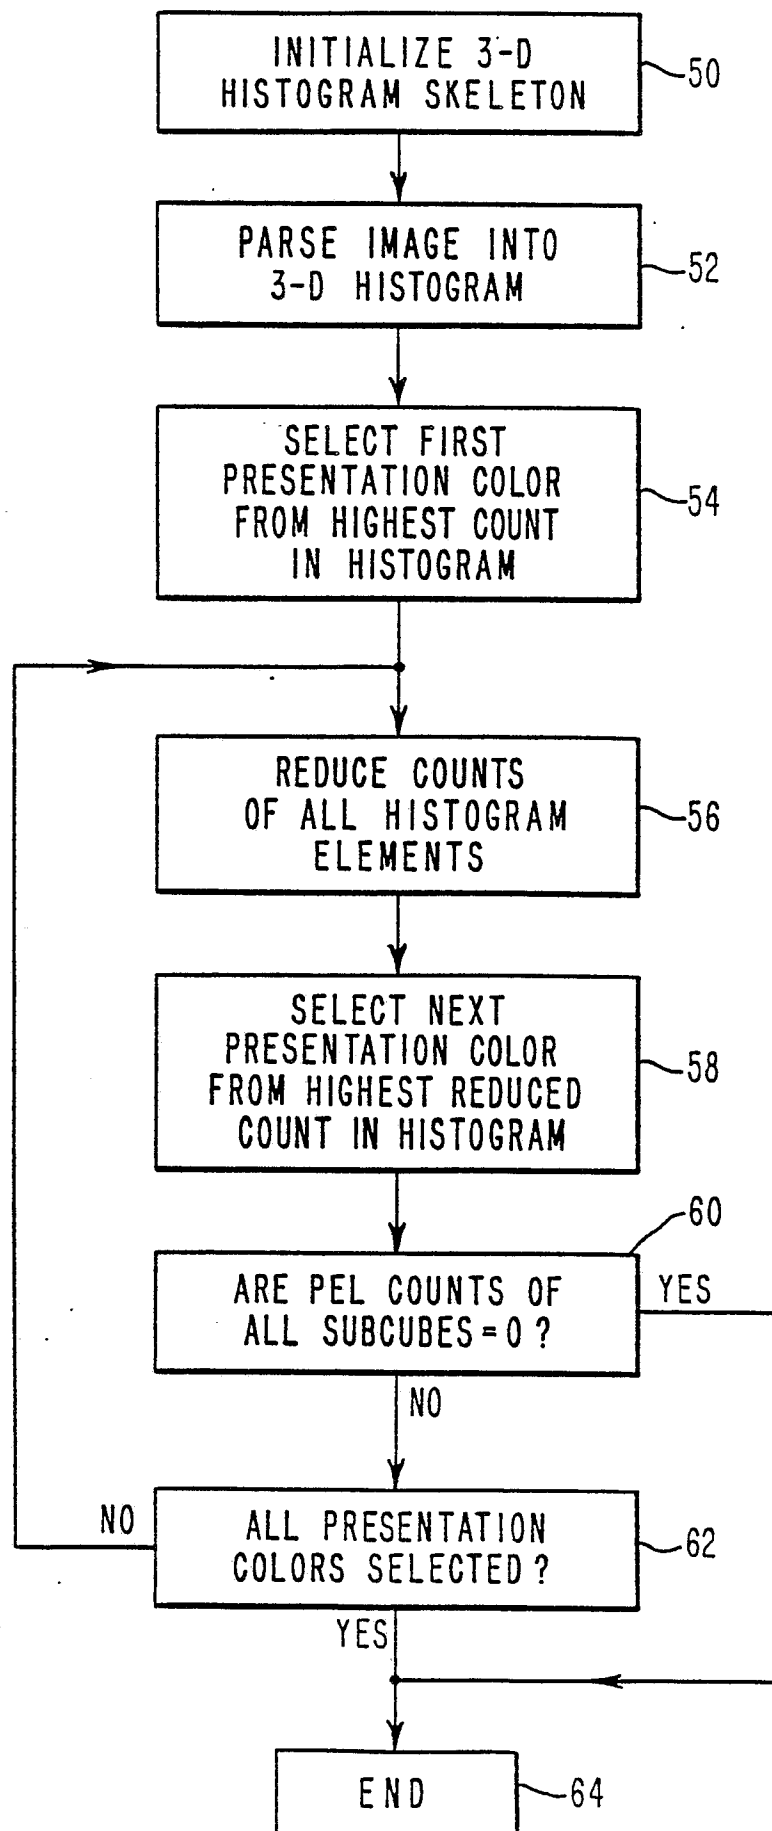 INITIALIZE 3-D
HISTOGRAM SKELETON
50
PARSE IMAGE INTO
3-D HISTOGRAM
52
SELECT FIRST
PRESENTATION COLOR
FROM HIGHEST COUNT
IN HISTOGRAM
54
REDUCE COUNTS
OF ALL HISTOGRAM
ELEMENTS
56
SELECT NEXT
PRESENTATION COLOR
FROM HIGHEST REDUCED
COUNT IN HISTOGRAM
58
60
ARE PEL COUNTS OF
ALL SUBCUBES=0?
YES
NO
NO
ALL PRESENTATION
COLORS SELECTED?
62
YES
END
64